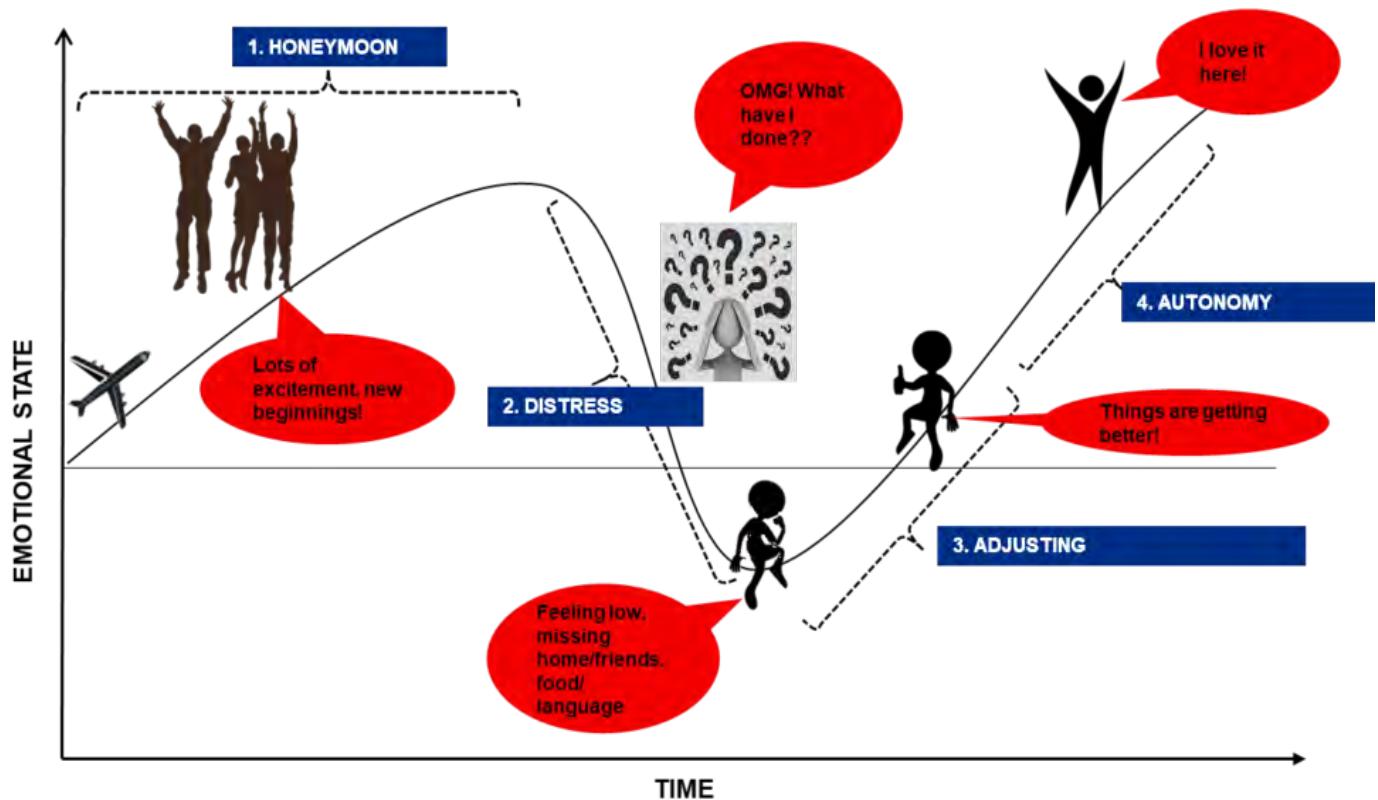 1. HONEYMOON
I love it
here!
OMG! What
have I
done??
Lots of
excitement, new
beginnings!
4. AUTONOMY
2. DISTRESS
Things are getting
better!
3. ADJUSTING
Feeling low,
missing
home/friends,
food/
language
EMOTIONAL STATE
TIME